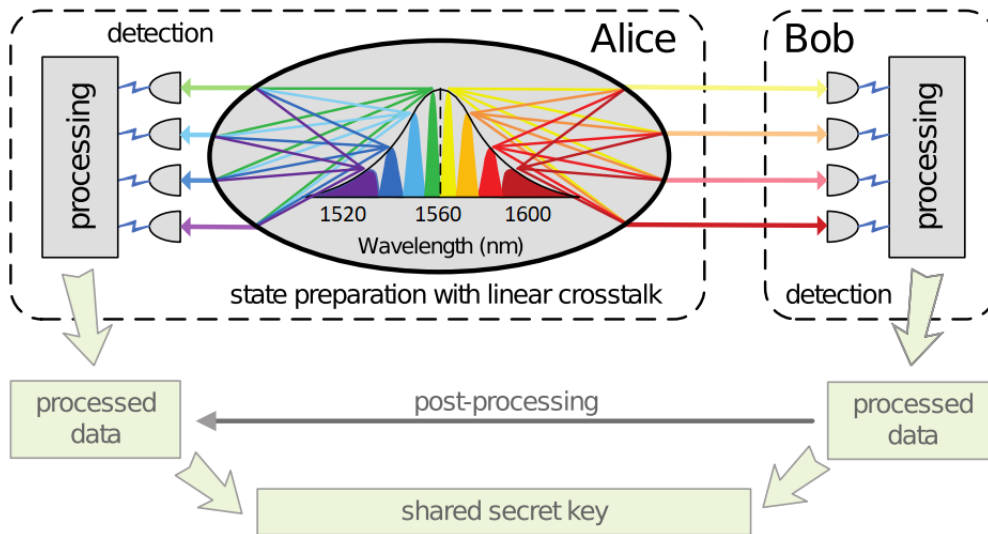 detection
Alice
Bob
processing
processing
1520 1560 1600
Wavelength (nm)
state preparation with linear crosstalk
detection
processed
data
post-processing
processed
data
shared secret key